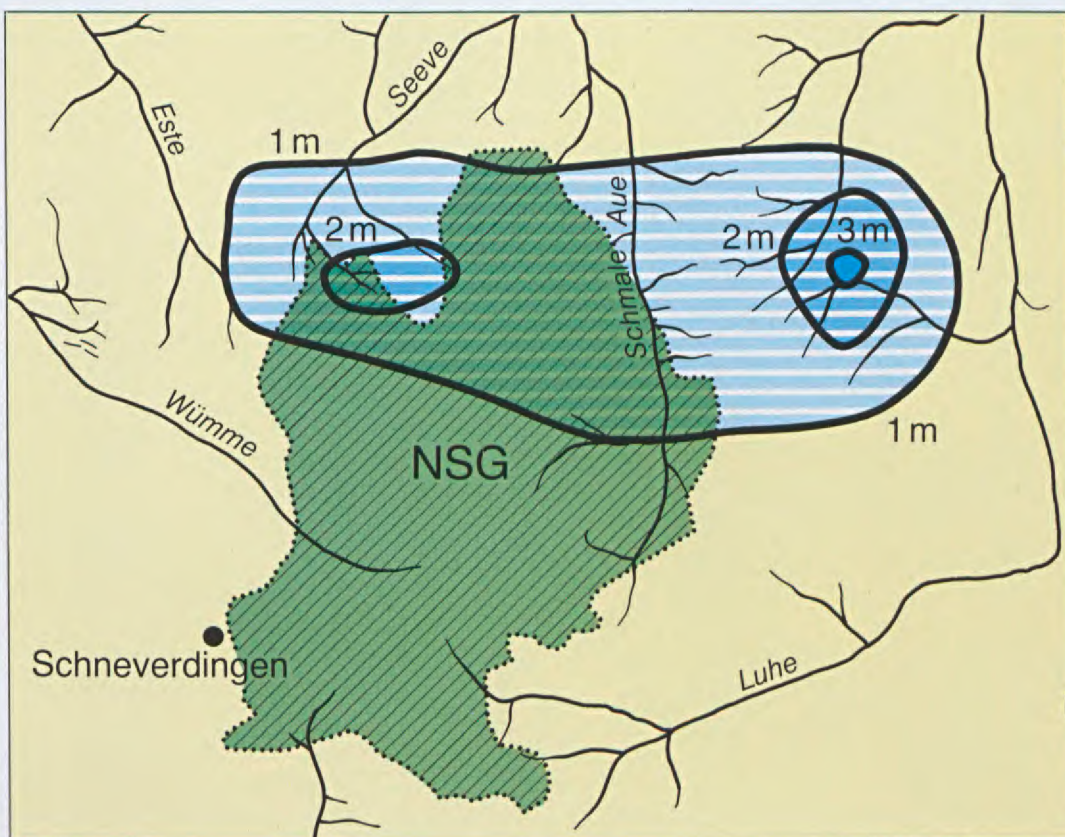 Seeve
Este
1 m
2 m
Schmale Aue
2 m
3 m
Wümme
1 m
NSG
Schneverdingen
Luhe